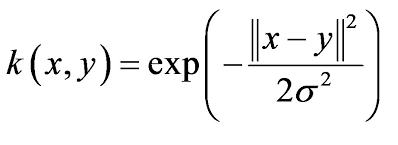 k(x, y) = exp(−‖x − y‖² / 2σ²)